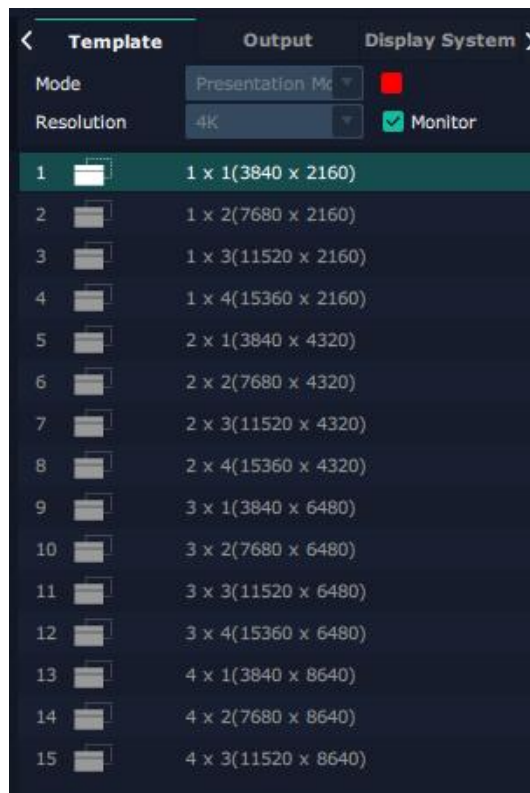 Template Output Display System
Mode Presentation Mo
Resolution 4K Monitor
1 1 x 1(3840 x 2160)
2 1 x 2(7680 x 2160)
3 1 x 3(11520 x 2160)
4 1 x 4(15360 x 2160)
5 2 x 1(3840 x 4320)
6 2 x 2(7680 x 4320)
7 2 x 3(11520 x 4320)
8 2 x 4(15360 x 4320)
9 3 x 1(3840 x 6480)
10 3 x 2(7680 x 6480)
11 3 x 3(11520 x 6480)
12 3 x 4(15360 x 6480)
13 4 x 1(3840 x 8640)
14 4 x 2(7680 x 8640)
15 4 x 3(11520 x 8640)